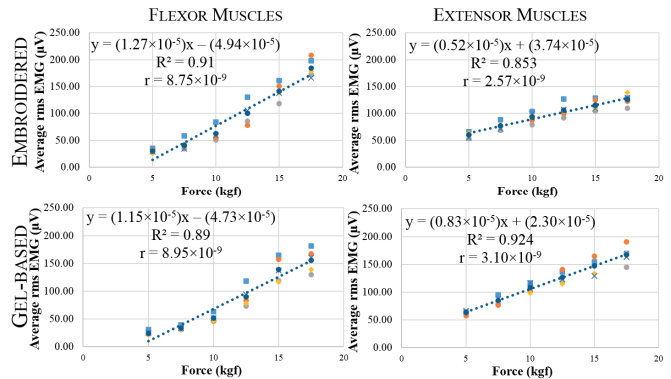 FLEXOR MUSCLES
EXTENSOR MUSCLES
EMBROIDERED
Average rms EMG (µV)
250.00
200.00
150.00
100.00
50.00
0.00
y = (1.27×10⁻⁵)x – (4.94×10⁻⁵)
R² = 0.91
r = 8.75×10⁻⁹
0 5 10 15 20
Force (kgf)
Average rms EMG (µV)
250.00
200.00
150.00
100.00
50.00
0.00
y = (0.52×10⁻⁵)x + (3.74×10⁻⁵)
R² = 0.853
r = 2.57×10⁻⁹
0 5 10 15 20
Force (kgf)
GEL-BASED
Average rms EMG (µV)
250.00
200.00
150.00
100.00
50.00
0.00
y = (1.15×10⁻⁵)x – (4.73×10⁻⁵)
R² = 0.89
r = 8.95×10⁻⁹
0 5 10 15 20
Force (kgf)
Average rms EMG (µV)
250.00
200.00
150.00
100.00
50.00
0.00
y = (0.83×10⁻⁵)x + (2.30×10⁻⁵)
R² = 0.924
r = 3.10×10⁻⁹
0 5 10 15 20
Force (kgf)